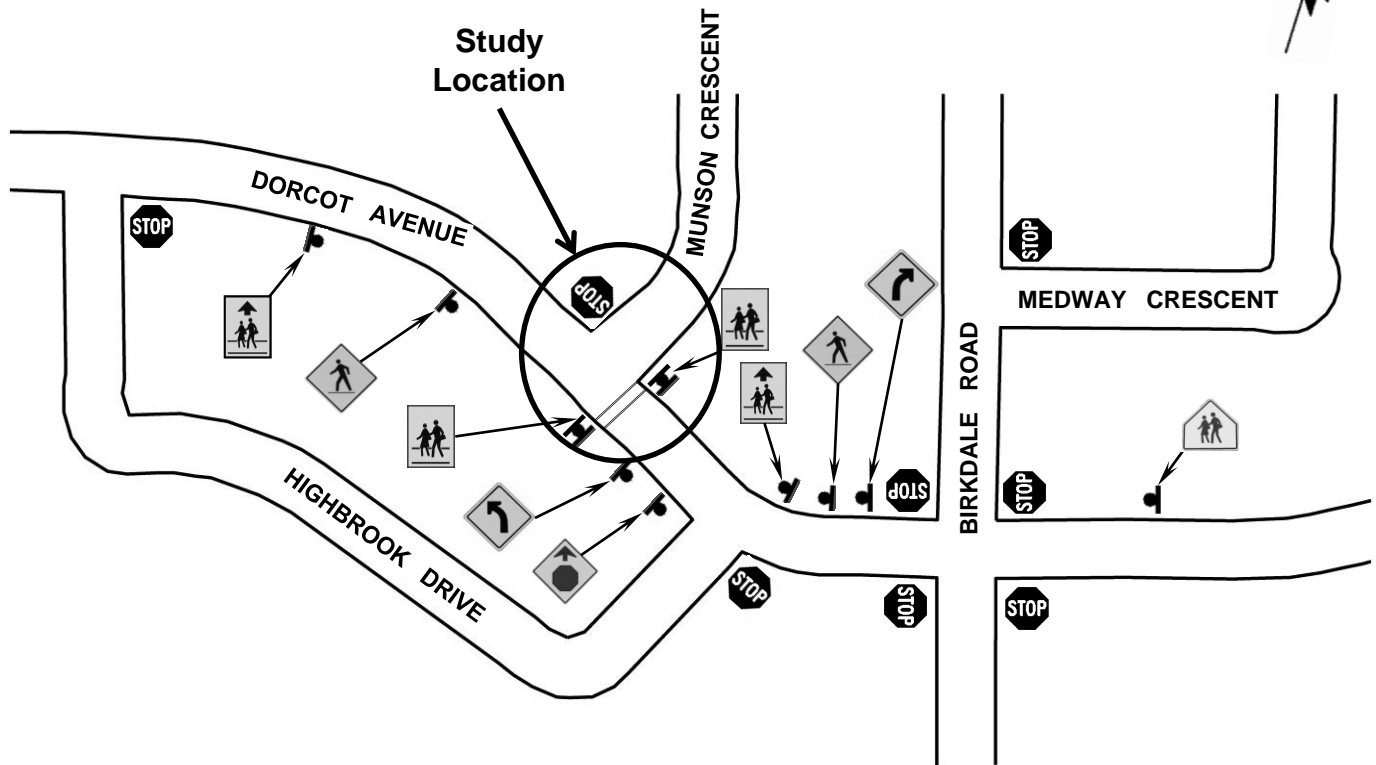 Study
Location
MUNSON CRESCENT
DORCOT AVENUE
STOP
STOP
STOP
MEDWAY CRESCENT
BIRKDALE ROAD
STOP
STOP
HIGHBROOK DRIVE
STOP
STOP
STOP